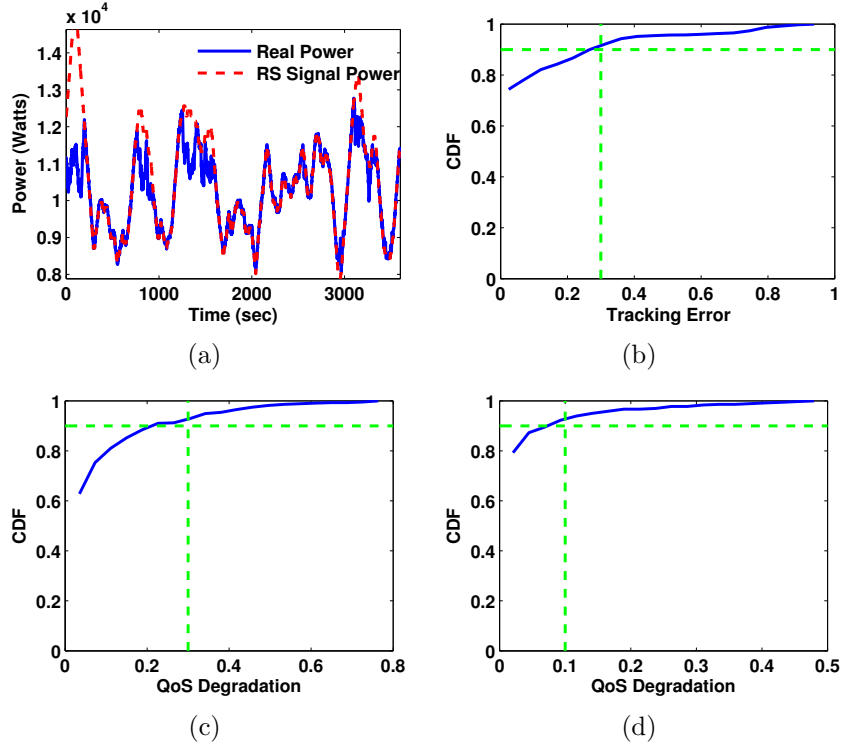 x 10⁴
1.4
1.3
1.2
1.1
1
0.9
0.8
Power (Watts)
Real Power
RS Signal Power
0 1000 2000 3000
Time (sec)
(a)
1
0.8
0.6
0.4
0.2
0
CDF
0 0.2 0.4 0.6 0.8 1
Tracking Error
(b)
1
0.8
0.6
0.4
0.2
0
CDF
0 0.2 0.4 0.6 0.8
QoS Degradation
(c)
1
0.8
0.6
0.4
0.2
0
CDF
0 0.1 0.2 0.3 0.4 0.5
QoS Degradation
(d)